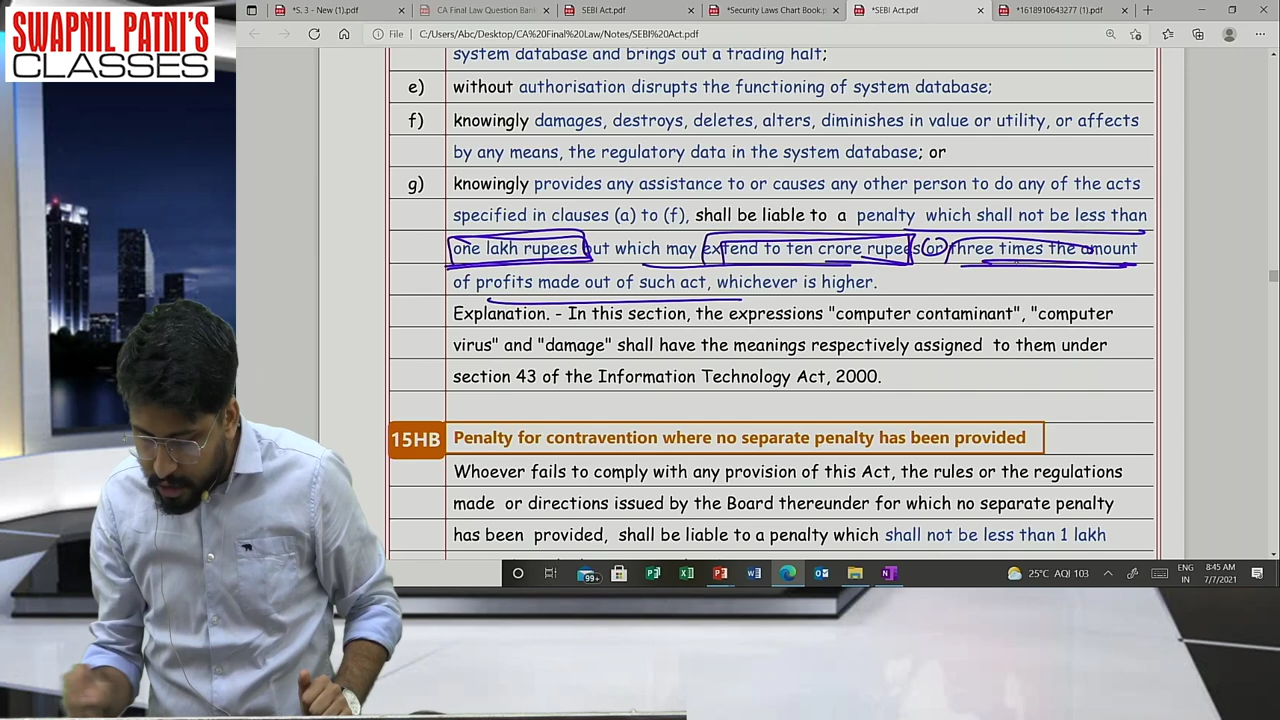 SWAPNIL PATNI'S
CLASSES
*S. 3 - New (1).pdf
CA Final Law Question Ban
SEBI Act.pdf
*Security Laws Chart Book.p
*SEBI Act.pdf
*1618910643277 (1).pdf
File
C:/Users/Abc/Desktop/CA%20Final%20Law/Notes/SEBI%20Act.pdf
system database and brings out a trading halt;
e) without authorisation disrupts the functioning of system database;
f) knowingly damages, destroys, deletes, alters, diminishes in value or utility, or affects
by any means, the regulatory data in the system database; or
g) knowingly provides any assistance to or causes any other person to do any of the acts
specified in clauses (a) to (f), shall be liable to a penalty which shall not be less than
one lakh rupees but which may extend to ten crore rupees or three times the amount
of profits made out of such act, whichever is higher.
Explanation. - In this section, the expressions "computer contaminant", "computer
virus" and "damage" shall have the meanings respectively assigned to them under
section 43 of the Information Technology Act, 2000.
15HB Penalty for contravention where no separate penalty has been provided
Whoever fails to comply with any provision of this Act, the rules or the regulations
made or directions issued by the Board thereunder for which no separate penalty
has been provided, shall be liable to a penalty which shall not be less than 1 lakh
99+
25°C AQI 103
ENG
IN
8:45 AM
7/7/2021